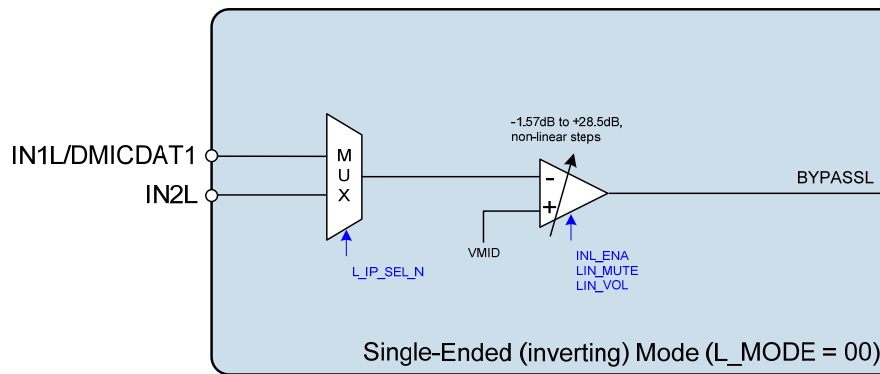 -1.57dB to +28.5dB,
non-linear steps
IN1L/DMICDAT1
IN2L
M
U
X
-
+
BYPASSL
VMID
L_IP_SEL_N
INL_ENA
LIN_MUTE
LIN_VOL
Single-Ended (inverting) Mode (L_MODE = 00)